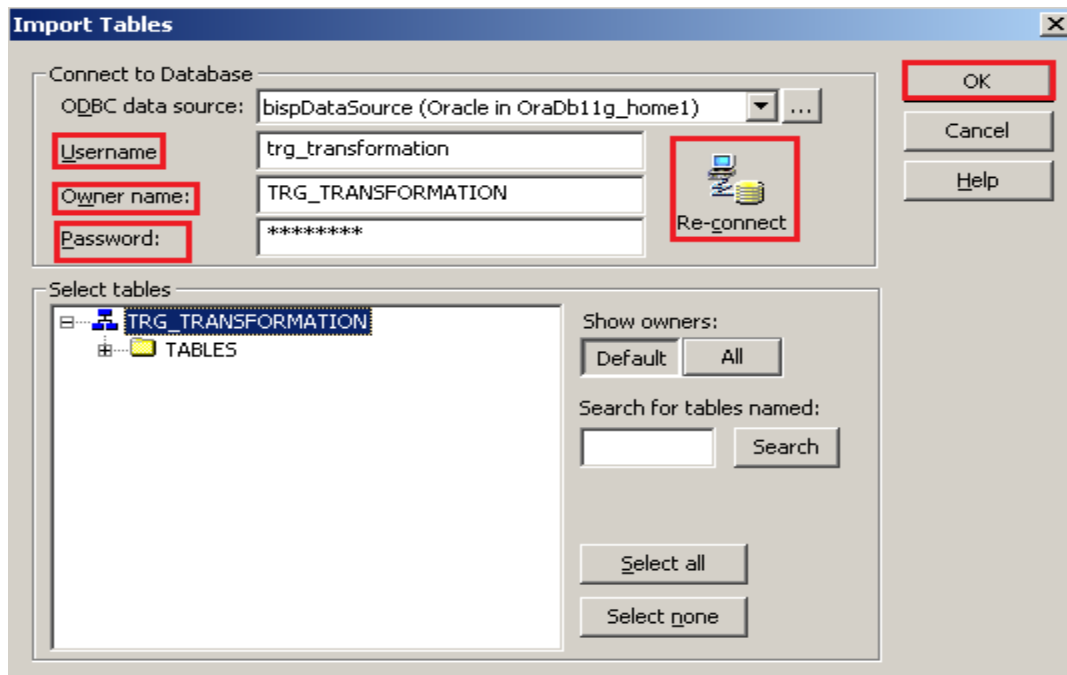 Import Tables
Connect to Database
ODBC data source: bispDataSource (Oracle in OraDb11g_home1) ...
Username trg_transformation
Owner name: TRG_TRANSFORMATION
Password: ********
Re-connect
OK
Cancel
Help
Select tables
TRG_TRANSFORMATION
TABLES
Show owners:
Default All
Search for tables named:
Search
Select all
Select none